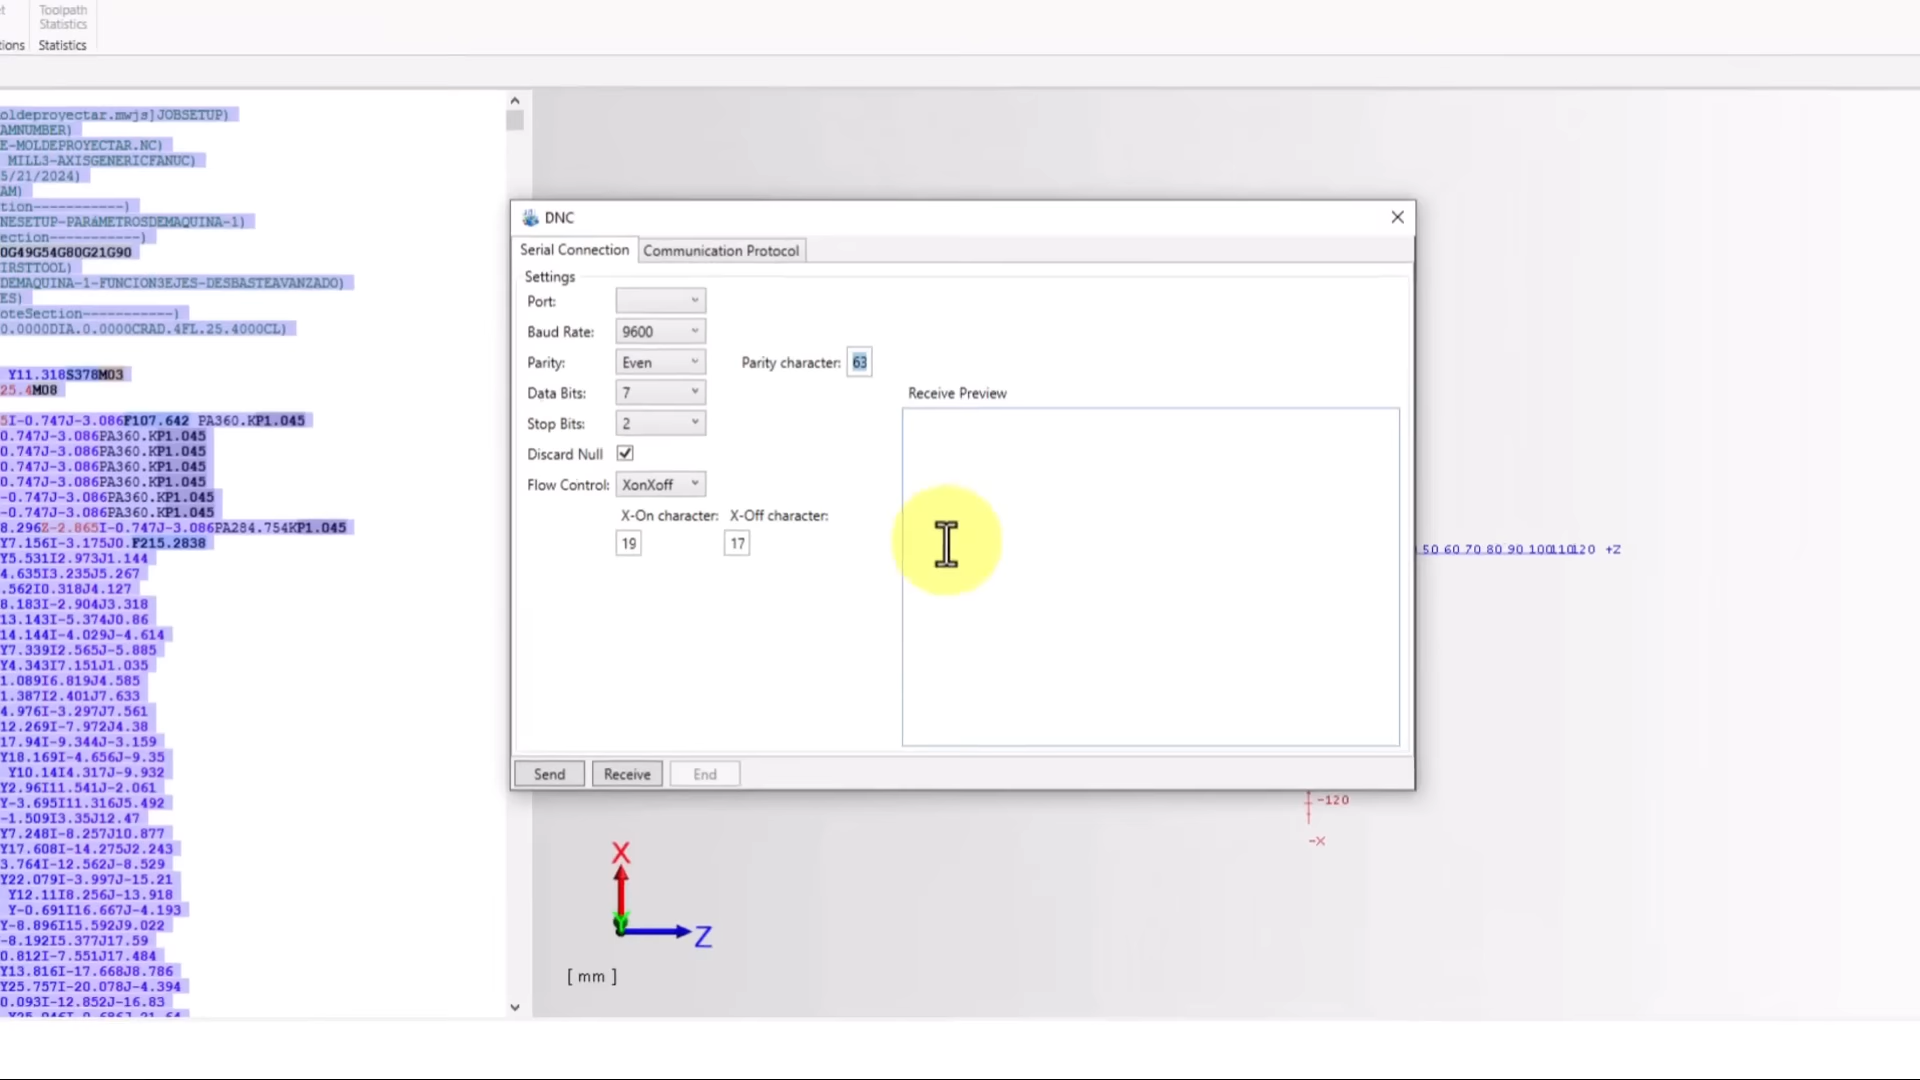 Toolpath
Statistics
ions Statistics
oldeproyectar.mwjs]JOBSETUP)
AMNUMBER)
E-MOLDEPROYECTAR.NC)
MILL3-AXISGENERICFANUC)
5/21/2024)
AM)
tion-----------)
NESETUP-PARáMETROSDEMAQUINA-1)
ection-----------)
0G49G54G80G21G90
IRSTTOOL)
DEMAQUINA-1-FUNCION3EJES-DESBASTEAVANZADO)
ES)
oteSection-----------)
0.0000DIA.0.0000CRAD.4FL.25.4000CL)
Y11.318S378M03
25.4M08
5I-0.747J-3.086F107.642 PA360.KP1.045
0.747J-3.086PA360.KP1.045
0.747J-3.086PA360.KP1.045
0.747J-3.086PA360.KP1.045
0.747J-3.086PA360.KP1.045
-0.747J-3.086PA360.KP1.045
-0.747J-3.086PA360.KP1.045
8.296Z-2.865I-0.747J-3.086PA284.754KP1.045
Y7.156I-3.175J0.F215.2838
Y5.531I2.973J1.144
4.635I3.235J5.267
.562I0.318J4.127
8.183I-2.904J3.318
13.143I-5.374J0.86
14.144I-4.029J-4.614
Y7.339I2.565J-5.885
Y4.343I7.151J1.035
1.089I6.819J4.585
1.387I2.401J7.633
4.976I-3.297J7.561
12.269I-7.972J4.38
17.94I-9.344J-3.159
Y18.169I-4.656J-9.35
Y10.14I4.317J-9.932
Y2.96I11.541J-2.061
Y-3.695I11.316J5.492
-1.509I3.35J12.47
Y7.248I-8.257J10.877
Y17.608I-14.275J2.243
3.764I-12.562J-8.529
Y22.079I-3.997J-15.21
Y12.11I8.256J-13.918
Y-0.691I16.667J-4.193
Y-8.896I15.592J9.022
-8.192I5.377J17.59
0.812I-7.551J17.484
Y13.816I-17.668J8.786
Y25.757I-20.078J-4.394
0.093I-12.852J-16.83
DNC
Serial Connection Communication Protocol
Settings
Port:
Baud Rate: 9600
Parity: Even Parity character: 63
Data Bits: 7 Receive Preview
Stop Bits: 2
Discard Null
Flow Control: XonXoff
X-On character: X-Off character:
19 17
Send Receive End
50 60 70 80 90 100110120 +Z
-120
-X
X
Y
Z
[ mm ]